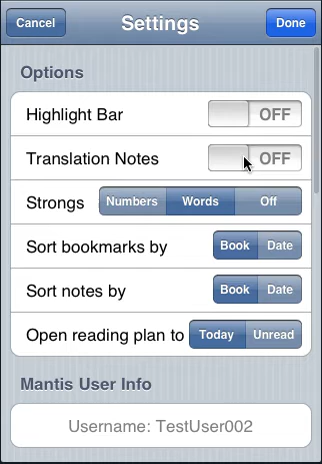 Cancel Settings Done
Options
Highlight Bar OFF
Translation Notes OFF
Strongs Numbers Words Off
Sort bookmarks by Book Date
Sort notes by Book Date
Open reading plan to Today Unread
Mantis User Info
Username: TestUser002